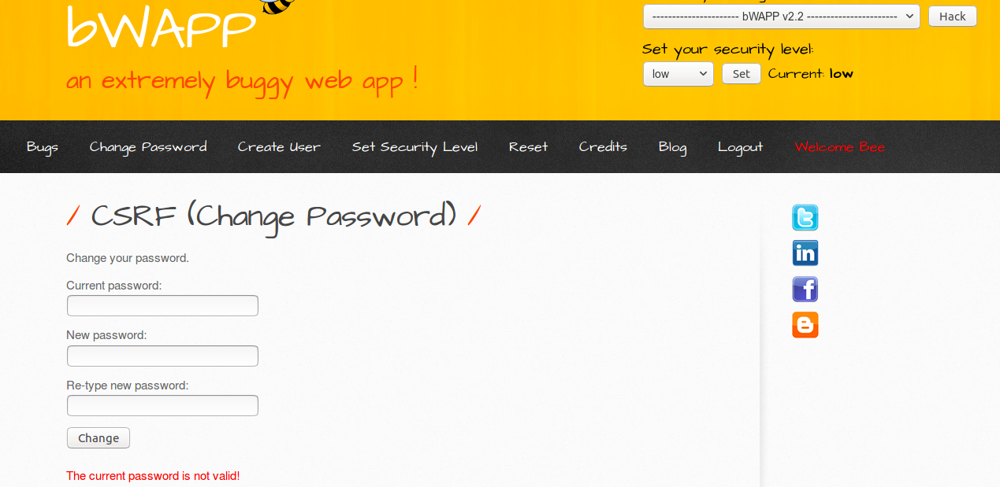 bWAPP
an extremely buggy web app !
---------------------- bWAPP v2.2 ----------------------- Hack
Set your security level:
low Set Current: low
Bugs Change Password Create User Set Security Level Reset Credits Blog Logout Welcome Bee
/ CSRF (Change Password) /
Change your password.
Current password:
New password:
Re-type new password:
Change
The current password is not valid!